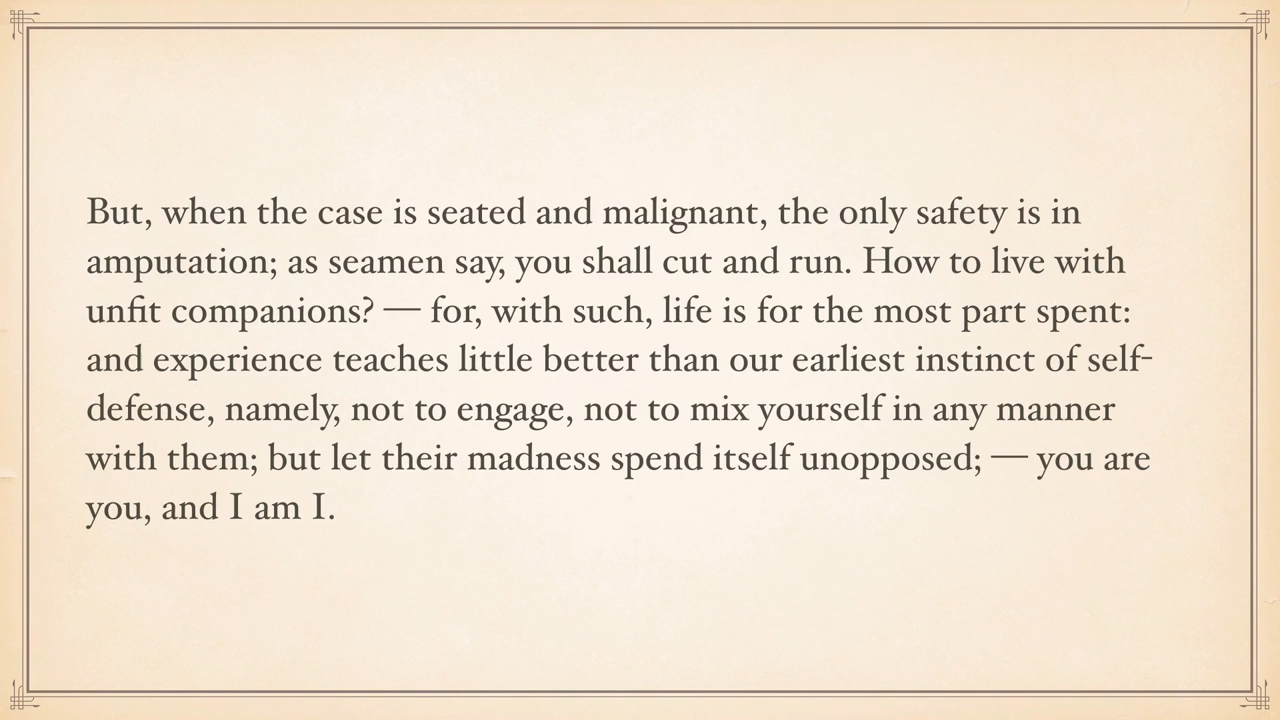 But, when the case is seated and malignant, the only safety is in
amputation; as seamen say, you shall cut and run. How to live with
unfit companions? — for, with such, life is for the most part spent:
and experience teaches little better than our earliest instinct of self-
defense, namely, not to engage, not to mix yourself in any manner
with them; but let their madness spend itself unopposed; — you are
you, and I am I.